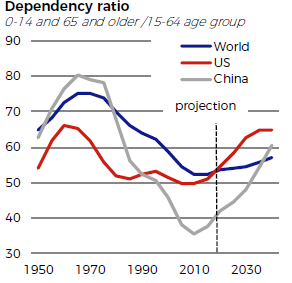 Dependency ratio
0-14 and 65 and older /15-64 age group
90
World
US
China
80
projection
70
60
50
40
30
1950 1970 1990 2010 2030